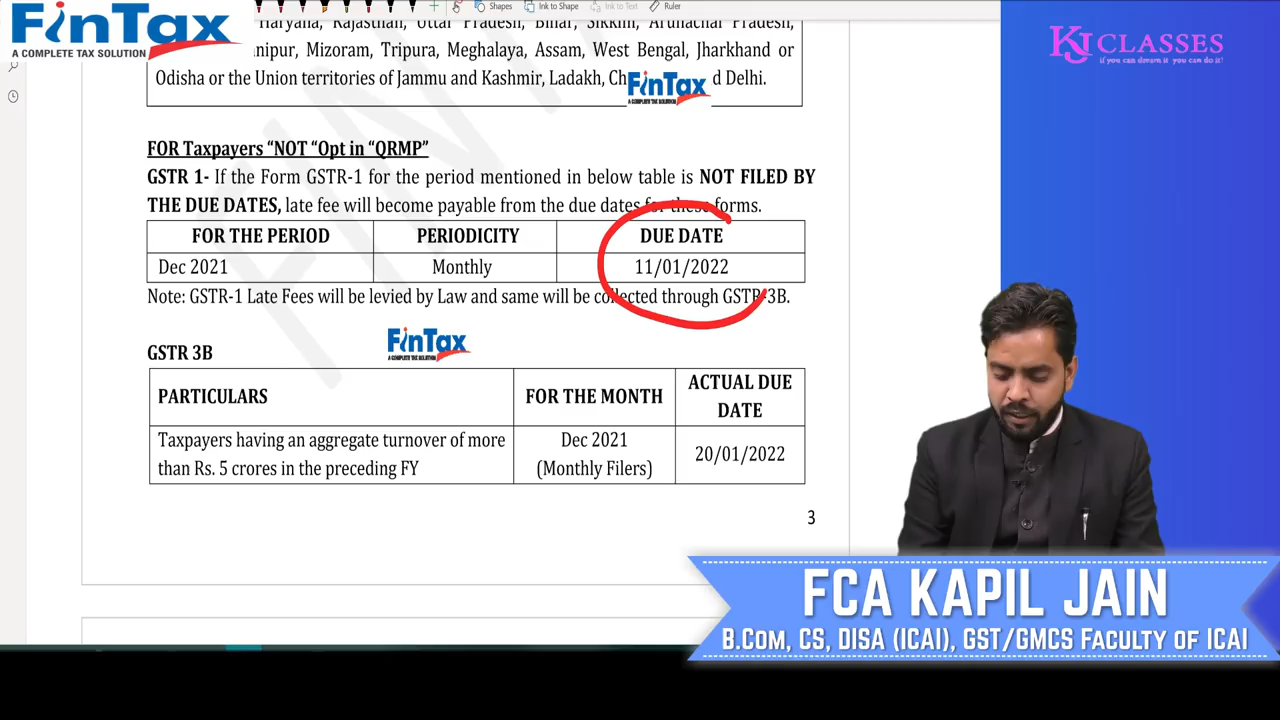 FinTax
A COMPLETE TAX SOLUTION
Shapes
Ink to Shape
Ink to Text
Ruler
KJ CLASSES
if you can dream it you can do it!
Haryana, Rajasthan, Uttar Pradesh, Bihar, Sikkim, Arunachal Pradesh,
Mizoram, Tripura, Meghalaya, Assam, West Bengal, Jharkhand or
Odisha or the Union territories of Jammu and Kashmir, Ladakh, Delhi.
FinTax
A COMPLETE TAX SOLUTION
FOR Taxpayers “NOT “Opt in “QRMP”
GSTR 1- If the Form GSTR-1 for the period mentioned in below table is NOT FILED BY
THE DUE DATES, late fee will become payable from the due dates for these forms.
FOR THE PERIOD PERIODICITY DUE DATE
Dec 2021 Monthly 11/01/2022
Note: GSTR-1 Late Fees will be levied by Law and same will be collected through GSTR-3B.
FinTax
A COMPLETE TAX SOLUTION
GSTR 3B
PARTICULARS FOR THE MONTH ACTUAL DUE
DATE
Taxpayers having an aggregate turnover of more Dec 2021 20/01/2022
than Rs. 5 crores in the preceding FY (Monthly Filers)
3
FCA KAPIL JAIN
B.COM, CS, DISA (ICAI), GST/GMCS FACULTY OF ICAI